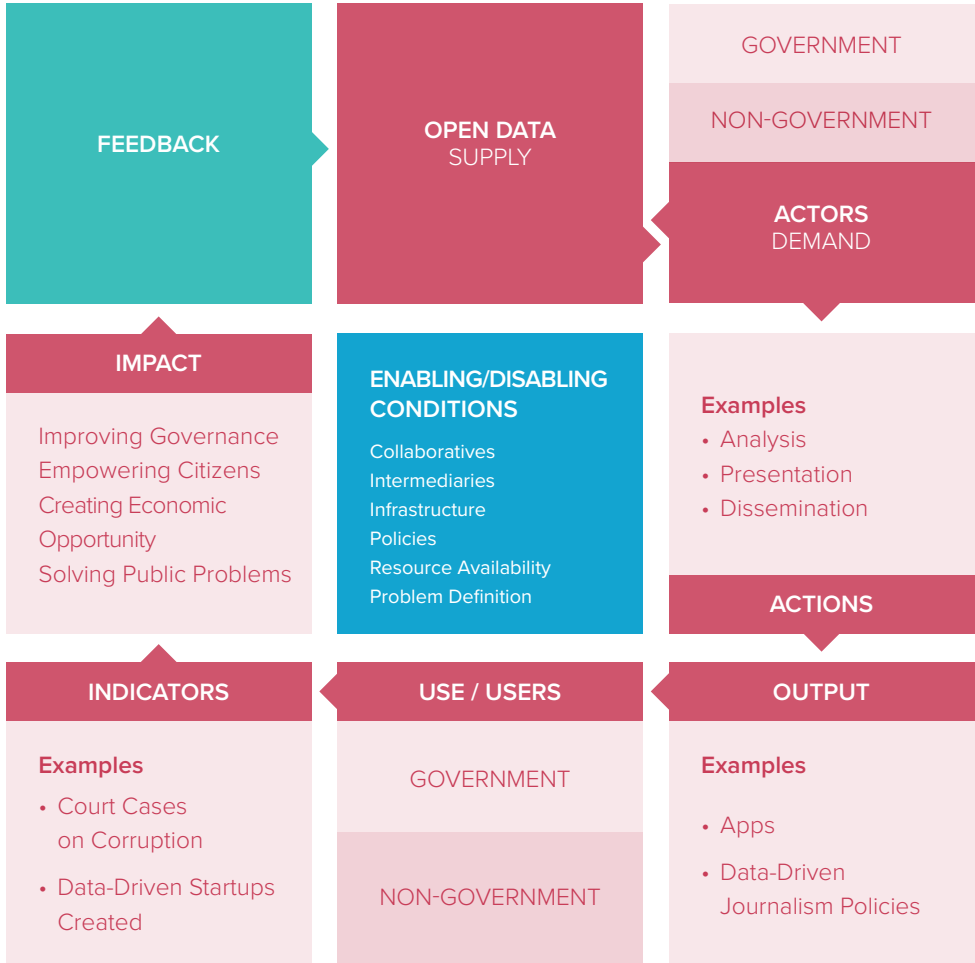 FEEDBACK
OPEN DATA
SUPPLY
GOVERNMENT
NON-GOVERNMENT
ACTORS
DEMAND
IMPACT
Improving Governance
Empowering Citizens
Creating Economic
Opportunity
Solving Public Problems
ENABLING/DISABLING
CONDITIONS
Collaboratives
Intermediaries
Infrastructure
Policies
Resource Availability
Problem Definition
Examples
• Analysis
• Presentation
• Dissemination
ACTIONS
INDICATORS
Examples
• Court Cases
on Corruption
• Data-Driven Startups
Created
USE / USERS
GOVERNMENT
NON-GOVERNMENT
OUTPUT
Examples
• Apps
• Data-Driven
Journalism Policies